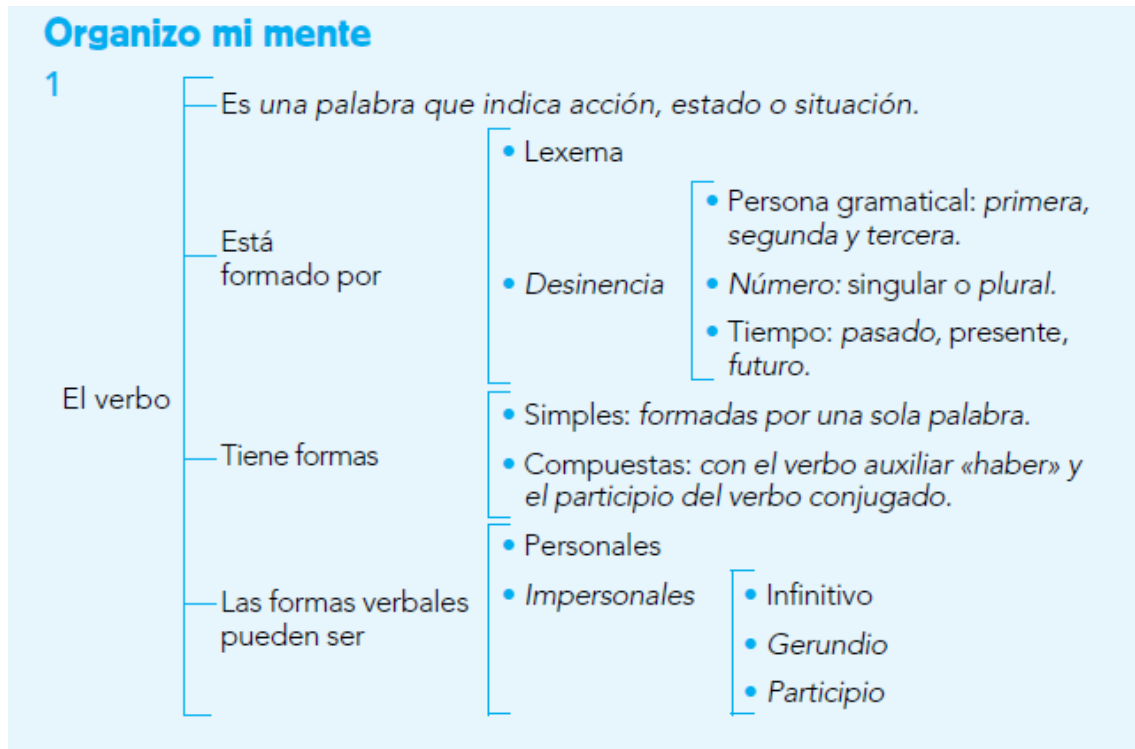 Organizo mi mente
1
Es una palabra que indica acción, estado o situación.
• Lexema
• Persona gramatical: primera,
segunda y tercera.
Está
formado por
• Desinencia
• Número: singular o plural.
• Tiempo: pasado, presente,
futuro.
El verbo
• Simples: formadas por una sola palabra.
Tiene formas
• Compuestas: con el verbo auxiliar «haber» y
el participio del verbo conjugado.
• Personales
Las formas verbales
pueden ser
• Impersonales
• Infinitivo
• Gerundio
• Participio